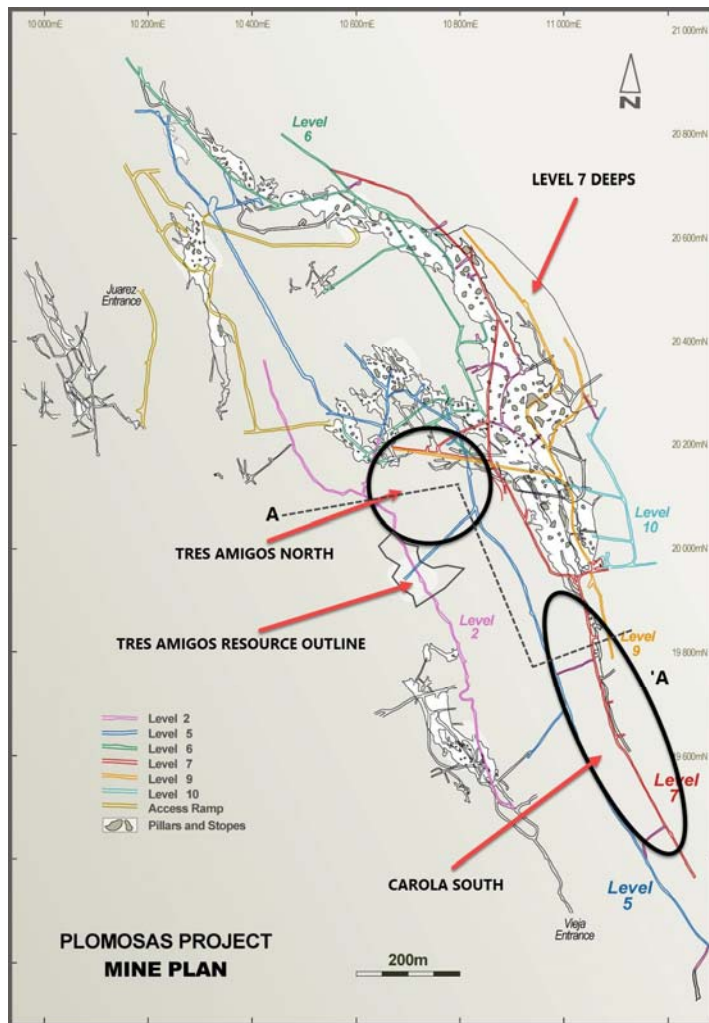 10 000mE
10 200mE
10 400mE
10 600mE
10 800mE
11 000mE
21 000mN
N
Level
6
20 800mN
LEVEL 7 DEEPS
20 600mN
Juarez
Entrance
20 400mN
20 200mN
A
Level
10
TRES AMIGOS NORTH
20 000mN
Level
2
TRES AMIGOS RESOURCE OUTLINE
Level
9
19 800mN
'A
Level 2
Level 5
Level 6
Level 7
Level 9
Level 10
Access Ramp
Pillars and Stopes
19 600mN
Level
7
CAROLA SOUTH
Level
5
Vieja
Entrance
PLOMOSAS PROJECT
MINE PLAN
200m